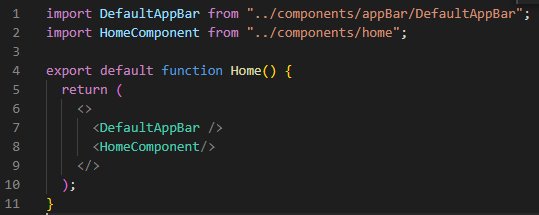 1 import DefaultAppBar from "../components/appBar/DefaultAppBar";
2 import HomeComponent from "../components/home";
3
4 export default function Home() {
5   return (
6     <>
7       <DefaultAppBar />
8       <HomeComponent/>
9     </>
10   );
11 }